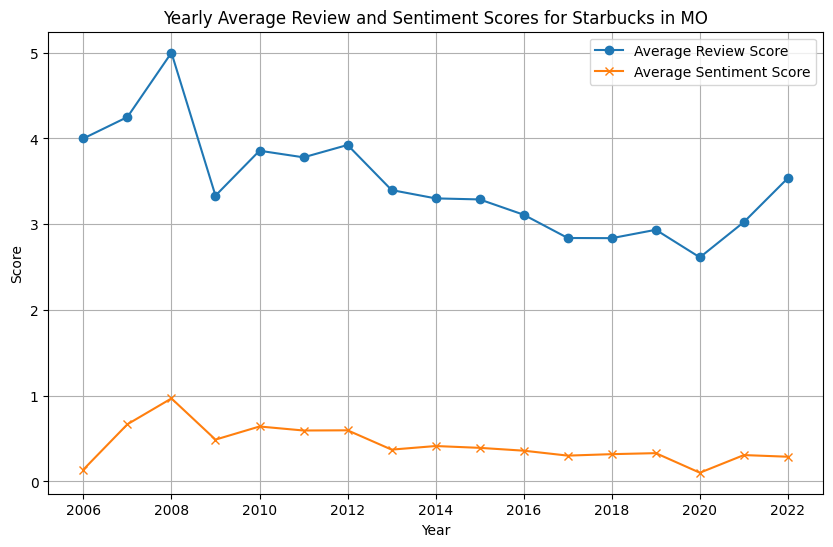 Yearly Average Review and Sentiment Scores for Starbucks in MO
Average Review Score
Average Sentiment Score
Score
5
4
3
2
1
0
2006 2008 2010 2012 2014 2016 2018 2020 2022
Year